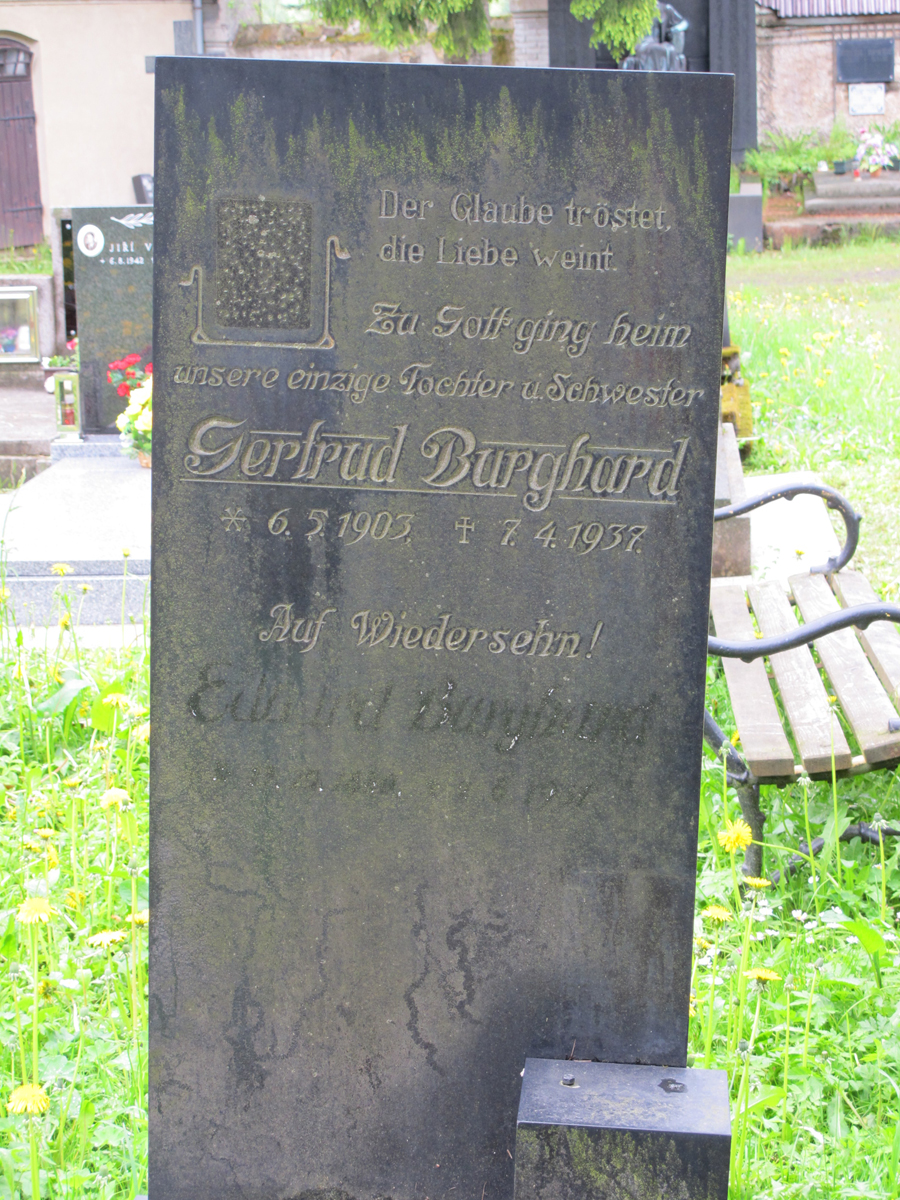 Der Glaube tröstet,
die Liebe weint.
Zu Gott ging heim
unsere einzige Tochter u. Schwester
Gertrud Burghard
* 6. 5. 1903. ✝ 7. 4. 1937.
Auf Wiedersehn!
JIŘÍ V